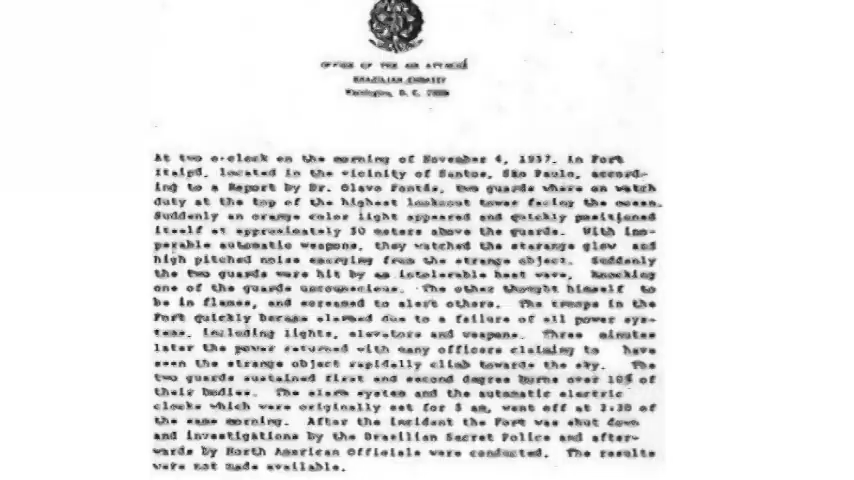 OFFICE OF THE AIR ATTACHÉ
BRAZILIAN EMBASSY
Washington, D. C.
At two o-clock on the morning of November 4, 1957, in Fort
Itaipú, located in the vicinity of Santos, São Paulo, accord-
ing to a Report by Dr. Olavo Fontés, two guards where on watch
duty at the top of the highest lookout tower facing the ocean.
Suddenly an orange color light appeared and quickly positioned
itself at approximately 50 meters above the guards. With ino-
perable automatic weapons, they watched the starange glow and
high pitched noise emerging from the strange object. Suddenly
the two guards were hit by an intolerable heat wave, knocking
one of the guards unconscious. The other thought himself to
be in flames, and screamed to alert others. The troops in the
Fort quickly became alarmed due to a failure of all power sys-
tems, including lights, elevators and weapons. Three minutes
later the power returned with many officers claiming to have
seen the strange object rapidally climb towards the sky. The
two guards sustained first and second degree burns over 10% of
their bodies. The alarm system and the automatic electric
clocks which were originally set for 5 am, went off at 2:30 of
the same morning. After the incident the Fort was shut down
and investigations by the Brazilian Secret Police and after-
wards by North American Officials were conducted. The results
were not made available.